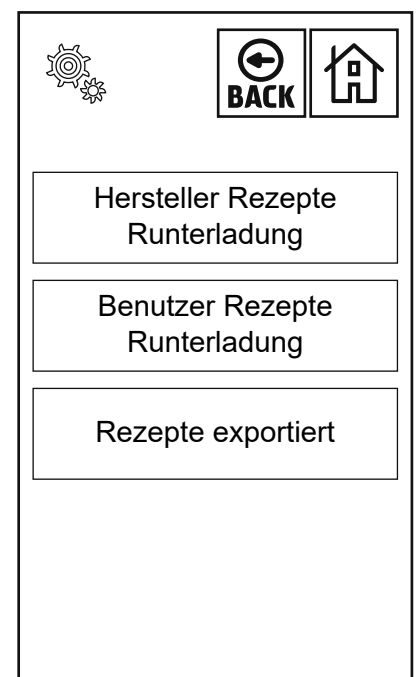 BACK
Hersteller Rezepte
Runterladung
Benutzer Rezepte
Runterladung
Rezepte exportiert